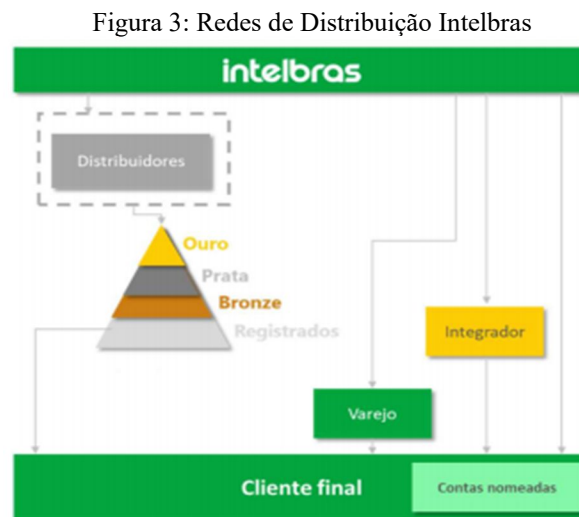 Figura 3: Redes de Distribuição Intelbras
intelbras
Distribuidores
Ouro
Prata
Bronze
Registrados
Integrador
Varejo
Cliente final
Contas nomeadas